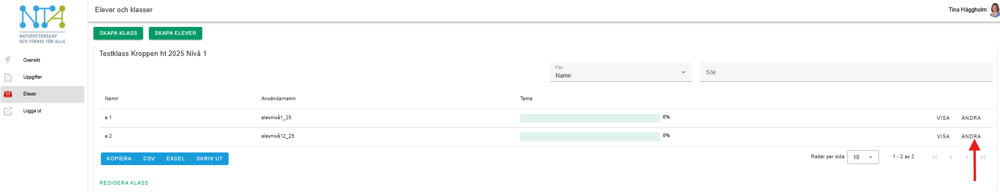 NTA
NATURVETENSKAP
OCH TEKNIK FÖR ALLA
Översikt
Uppgifter
Elever
Logga ut
Elever och klasser
Tina Häggholm
SKAPA KLASS
SKAPA ELEVER
Testklass Kroppen ht 2025 Nivå 1
Fält
Namn
Sök
Namn Användarnamn Tema
e 1 elevnivå1_25 0% VISA ÄNDRA
e 2 elevnivå12_25 0% VISA ÄNDRA
KOPIERA CSV EXCEL SKRIV UT
Rader per sida 10 1 - 2 av 2
REDIGERA KLASS